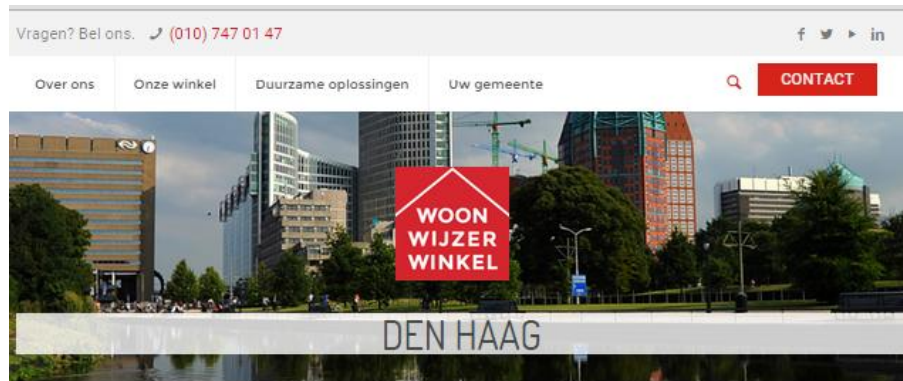 Vragen? Bel ons. (010) 747 01 47
f in
Over ons Onze winkel Duurzame oplossingen Uw gemeente CONTACT
WOON
WIJZER
WINKEL
DEN HAAG